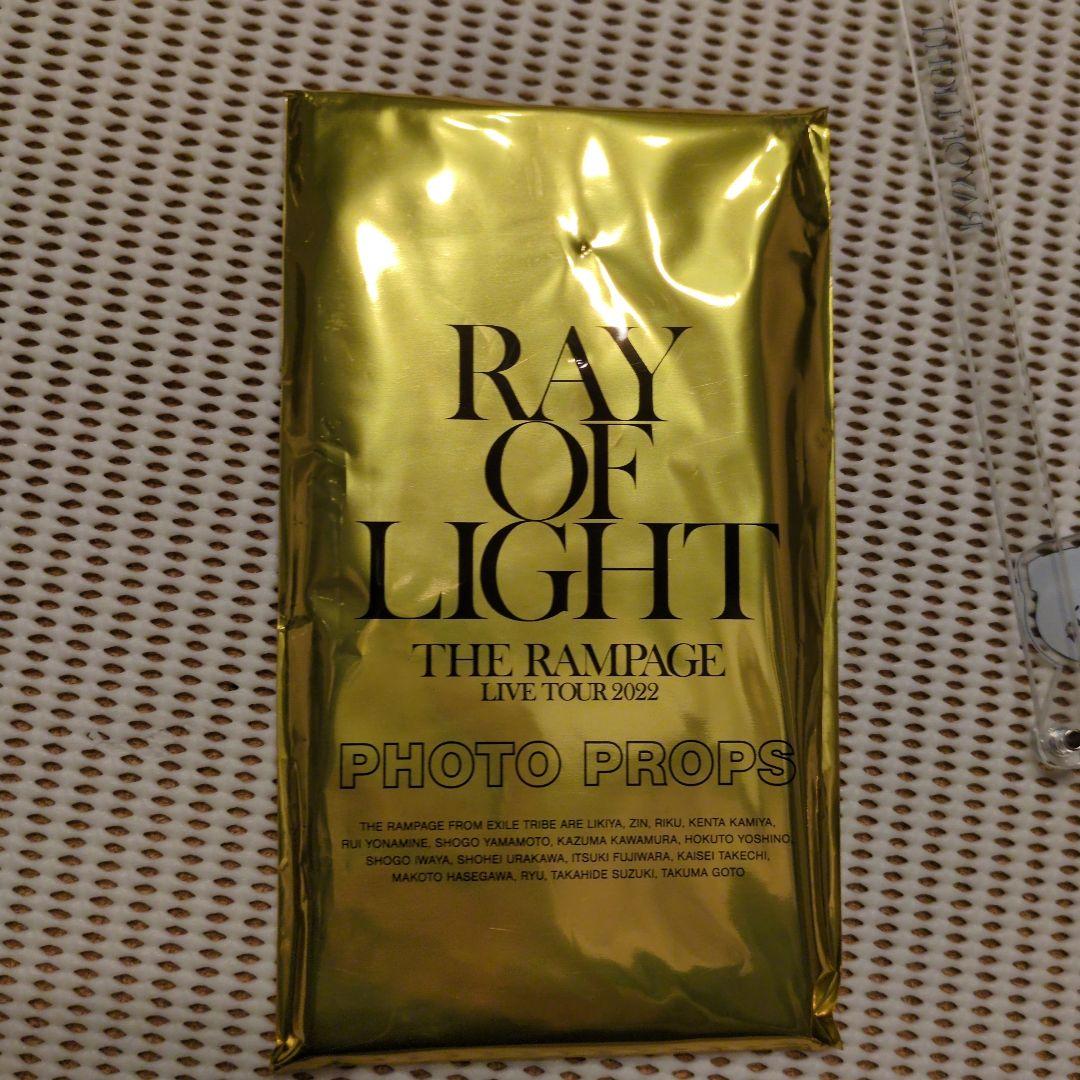 RAY
OF
LIGHT
THE RAMPAGE
LIVE TOUR 2022
PHOTO PROPS
THE RAMPAGE FROM EXILE TRIBE ARE LIKIYA, ZIN, RIKU, KENTA KAMIYA,
RUI YONAMINE, SHOGO YAMAMOTO, KAZUMA KAWAMURA, HOKUTO YOSHINO,
SHOGO IWAYA, SHOHEI URAKAWA, ITSUKI FUJIWARA, KAISEI TAKECHI,
MAKOTO HASEGAWA, RYU, TAKAHIDE SUZUKI, TAKUMA GOTO